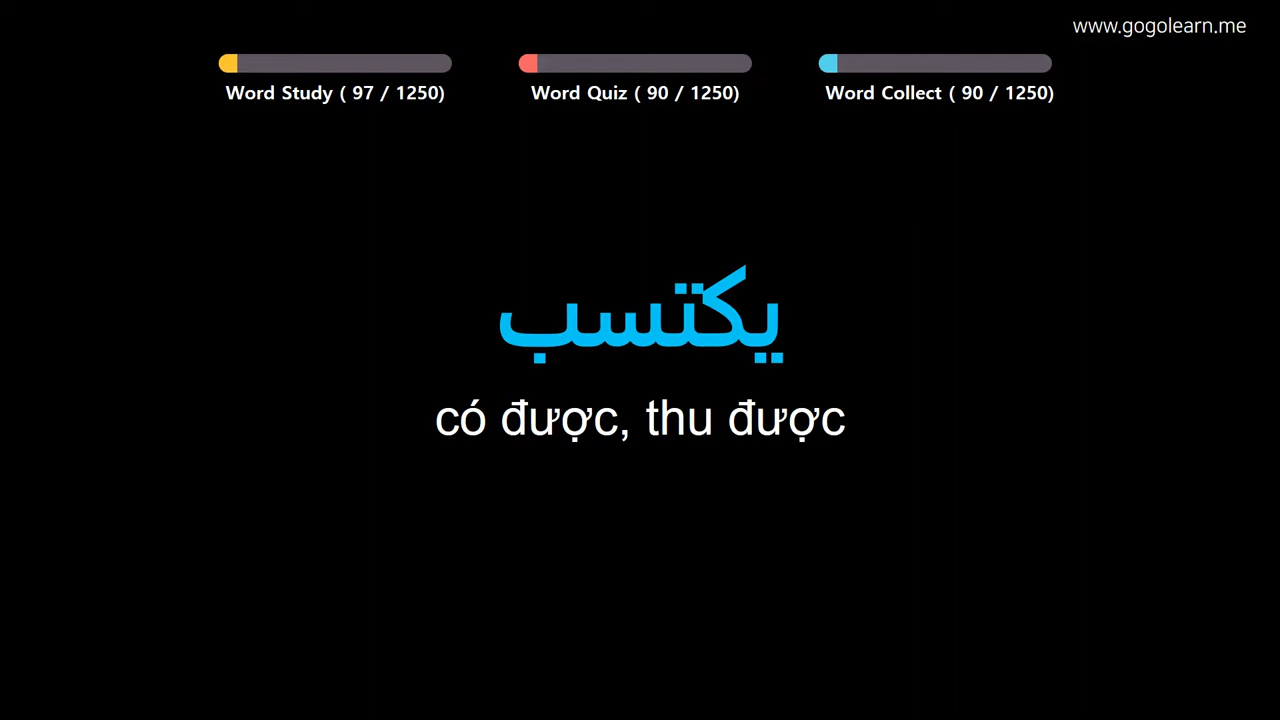 www.gogolearn.me
Word Study ( 97 / 1250)
Word Quiz ( 90 / 1250)
Word Collect ( 90 / 1250)
يكتسب
có được, thu được